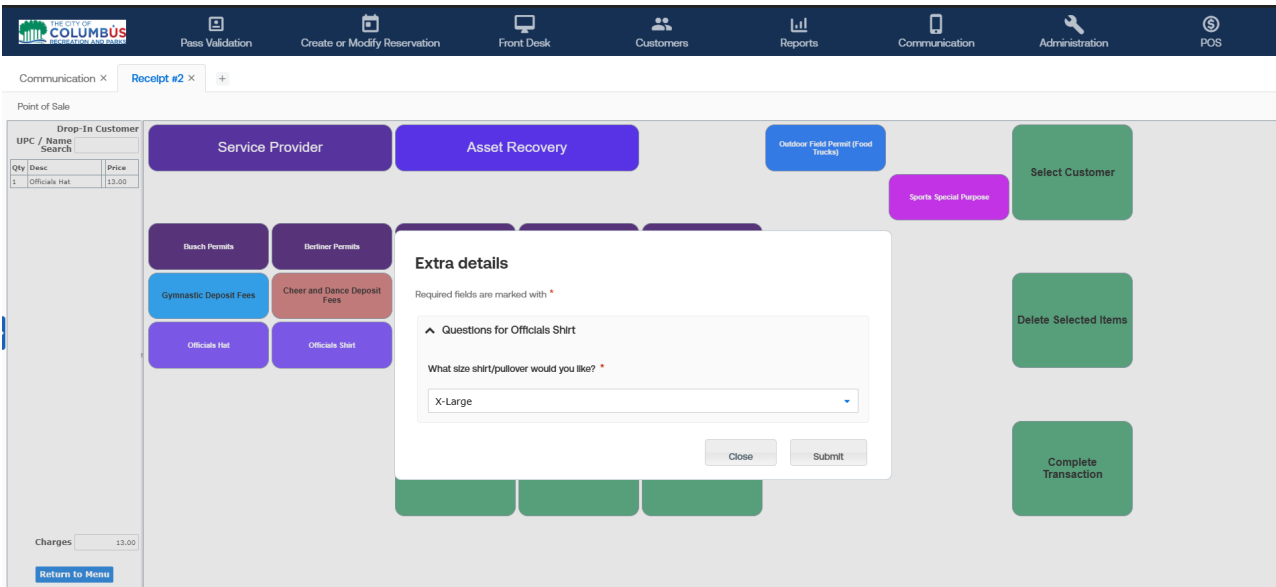 THE CITY OF
COLUMBUS
RECREATION AND PARKS
Pass Validation
Create or Modify Reservation
Front Desk
Customers
Reports
Communication
Administration
POS
Communication ×
Receipt #2 ×
+
Point of Sale
Drop-In Customer
UPC / Name
Search
Qty Desc Price
1 Officials Hat 13.00
Charges 13.00
Return to Menu
Service Provider
Asset Recovery
Outdoor Field Permit (Food
Trucks)
Sports Special Purpose
Select Customer
Busch Permits
Berliner Permits
Gymnastic Deposit Fees
Cheer and Dance Deposit
Fees
Officials Hat
Officials Shirt
Delete Selected Items
Complete
Transaction
Extra details
Required fields are marked with *
Questions for Officials Shirt
What size shirt/pullover would you like? *
X-Large
Close
Submit